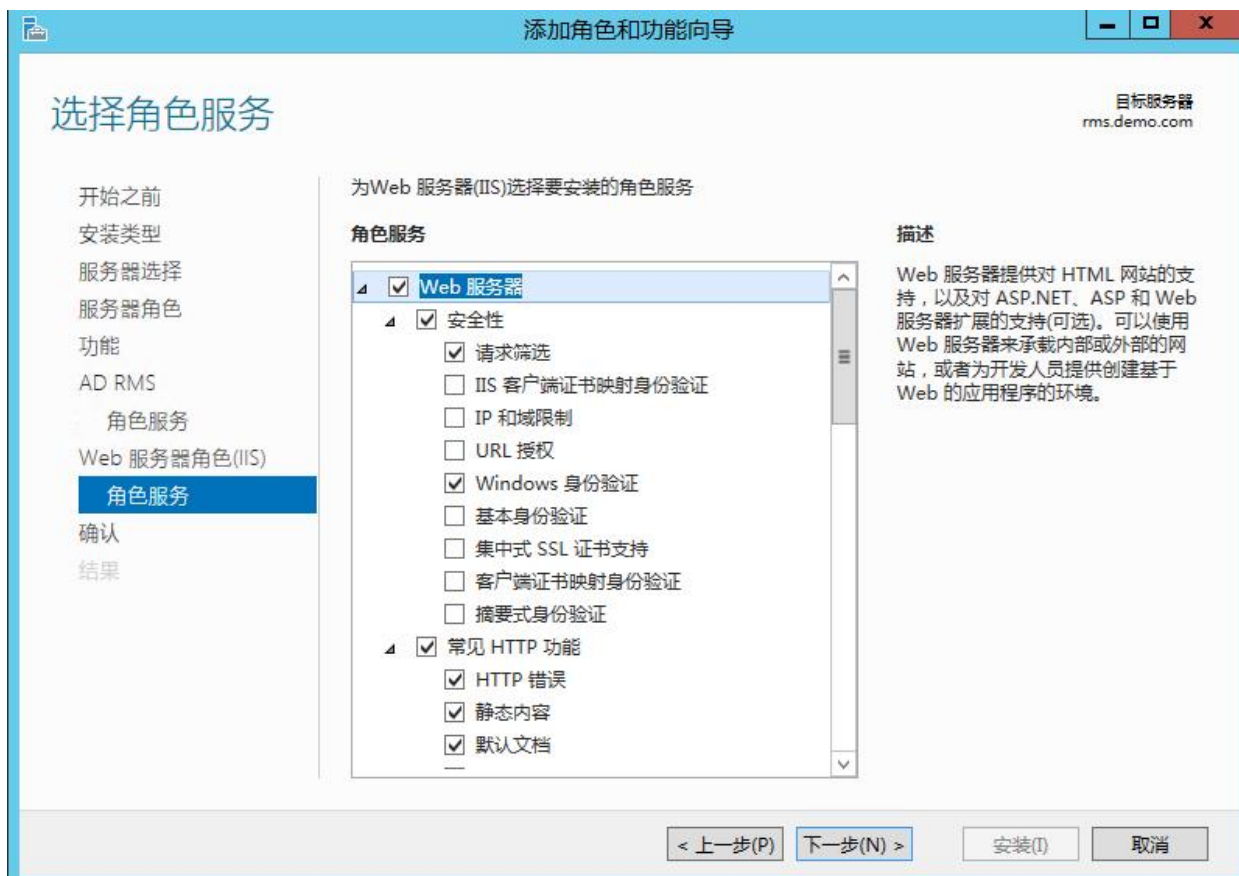 添加角色和功能向导
选择角色服务
目标服务器
rms.demo.com
开始之前
安装类型
服务器选择
服务器角色
功能
AD RMS
角色服务
Web 服务器角色(IIS)
角色服务
确认
结果
为Web 服务器(IIS)选择要安装的角色服务
角色服务
Web 服务器
安全性
请求筛选
IIS 客户端证书映射身份验证
IP 和域限制
URL 授权
Windows 身份验证
基本身份验证
集中式 SSL 证书支持
客户端证书映射身份验证
摘要式身份验证
常见 HTTP 功能
HTTP 错误
静态内容
默认文档
描述
Web 服务器提供对 HTML 网站的支
持，以及对 ASP.NET、ASP 和 Web
服务器扩展的支持(可选)。可以使用
Web 服务器来承载内部或外部的网
站，或者为开发人员提供创建基于
Web 的应用程序的环境。
< 上一步(P)
下一步(N) >
安装(I)
取消